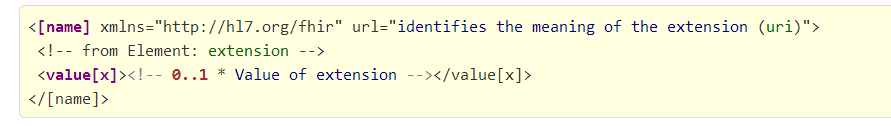 <[name] xmlns="http://hl7.org/fhir" url="identifies the meaning of the extension (uri)">
<!-- from Element: extension -->
<value[x]><!-- 0..1 * Value of extension --></value[x]>
</[name]>